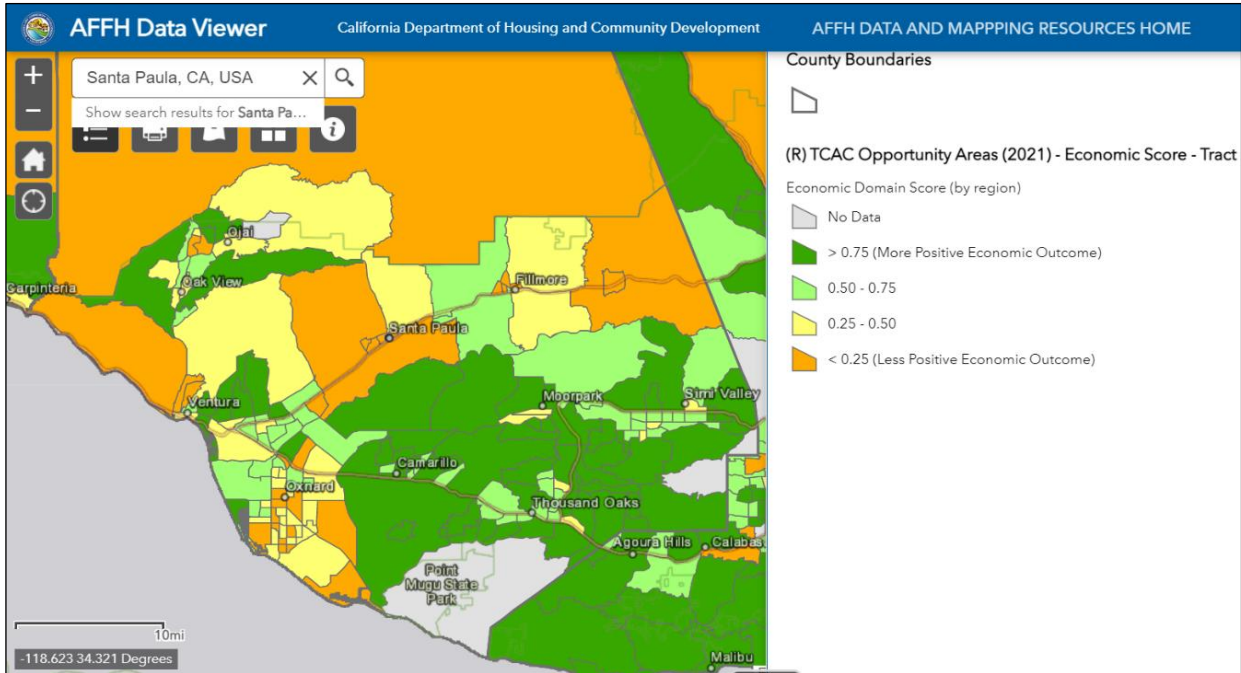 AFFH Data Viewer
California Department of Housing and Community Development
AFFH DATA AND MAPPPING RESOURCES HOME
+
−
Santa Paula, CA, USA
Show search results for Santa Pa...
Ojai
Oak View
Carpinteria
Fillmore
Santa Paula
Ventura
Moorpark
Simi Valley
Camarillo
Oxnard
Thousand Oaks
Agoura Hills
Calabas
Point
Mugu State
Park
Malibu
10mi
-118.623 34.321 Degrees
County Boundaries
(R) TCAC Opportunity Areas (2021) - Economic Score - Tract
Economic Domain Score (by region)
No Data
> 0.75 (More Positive Economic Outcome)
0.50 - 0.75
0.25 - 0.50
< 0.25 (Less Positive Economic Outcome)